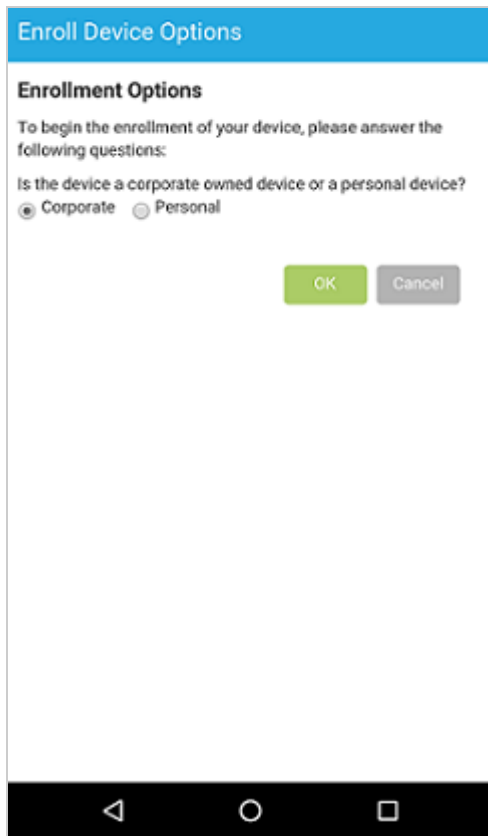 Enroll Device Options
Enrollment Options
To begin the enrollment of your device, please answer the
following questions:
Is the device a corporate owned device or a personal device?
Corporate Personal
OK Cancel